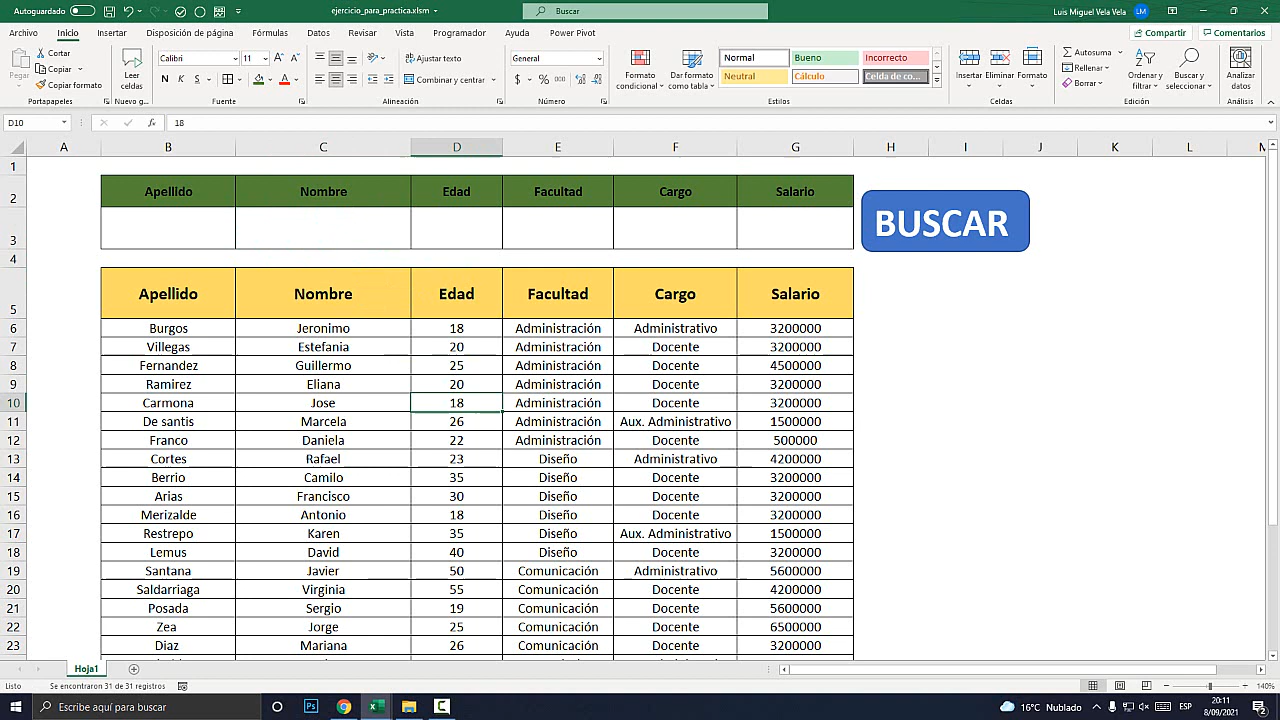 Autoguardado
ejercicio_para_practica.xlsm
Buscar
Luis Miguel Vela Vela LM
Archivo Inicio Insertar Disposición de página Fórmulas Datos Revisar Vista Programador Ayuda Power Pivot
Compartir Comentarios
Pegar
Cortar
Copiar
Copiar formato
Portapapeles
Leer celdas
Nuevo g...
Calibri 11
N K S
Fuente
Ajustar texto
Combinar y centrar
Alineación
General
$ % 000
Número
Formato condicional
Dar formato como tabla
Normal Bueno Incorrecto
Neutral Cálculo Celda de co...
Estilos
Insertar Eliminar Formato
Celdas
Autosuma
Rellenar
Borrar
Ordenar y filtrar
Buscar y seleccionar
Edición
Analizar datos
Análisis
D10 fx 18
A B C D E F G H I J K L M
1
2 Apellido Nombre Edad Facultad Cargo Salario
3
BUSCAR
4
5 Apellido Nombre Edad Facultad Cargo Salario
6 Burgos Jeronimo 18 Administración Administrativo 3200000
7 Villegas Estefania 20 Administración Docente 3200000
8 Fernandez Guillermo 25 Administración Docente 4500000
9 Ramirez Eliana 20 Administración Docente 3200000
10 Carmona Jose 18 Administración Docente 3200000
11 De santis Marcela 26 Administración Aux. Administrativo 1500000
12 Franco Daniela 22 Administración Docente 500000
13 Cortes Rafael 23 Diseño Administrativo 4200000
14 Berrio Camilo 35 Diseño Docente 3200000
15 Arias Francisco 30 Diseño Docente 3200000
16 Merizalde Antonio 18 Diseño Docente 3200000
17 Restrepo Karen 35 Diseño Aux. Administrativo 1500000
18 Lemus David 40 Diseño Docente 3200000
19 Santana Javier 50 Comunicación Administrativo 5600000
20 Saldarriaga Virginia 55 Comunicación Docente 4200000
21 Posada Sergio 19 Comunicación Docente 5600000
22 Zea Jorge 25 Comunicación Docente 6500000
23 Diaz Mariana 26 Comunicación Docente 3200000
Hoja1
Listo Se encontraron 31 de 31 registros
140%
Escribe aquí para buscar
Ps
16°C Nublado
ESP
20:11
8/09/2021
2